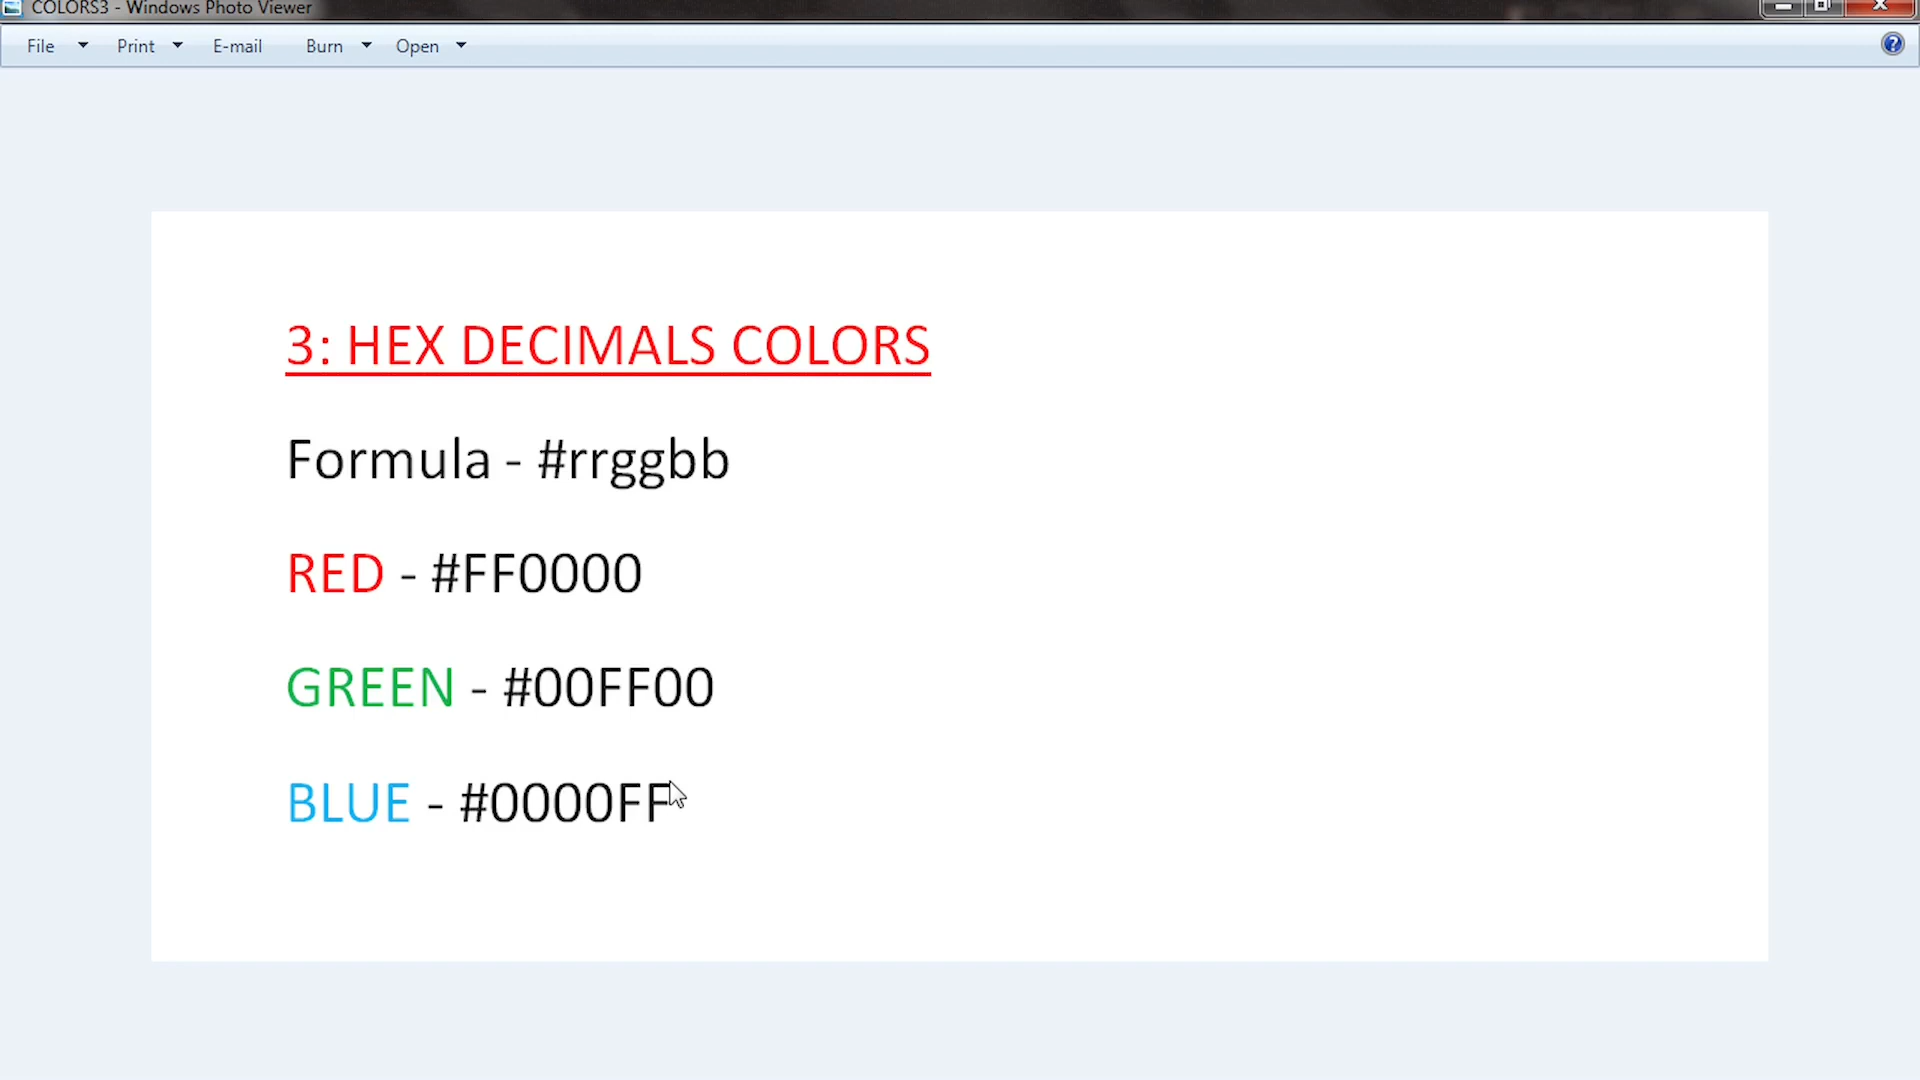 COLORS3 - Windows Photo Viewer
File Print E-mail Burn Open
3: HEX DECIMALS COLORS
Formula - #rrggbb
RED - #FF0000
GREEN - #00FF00
BLUE - #0000FF